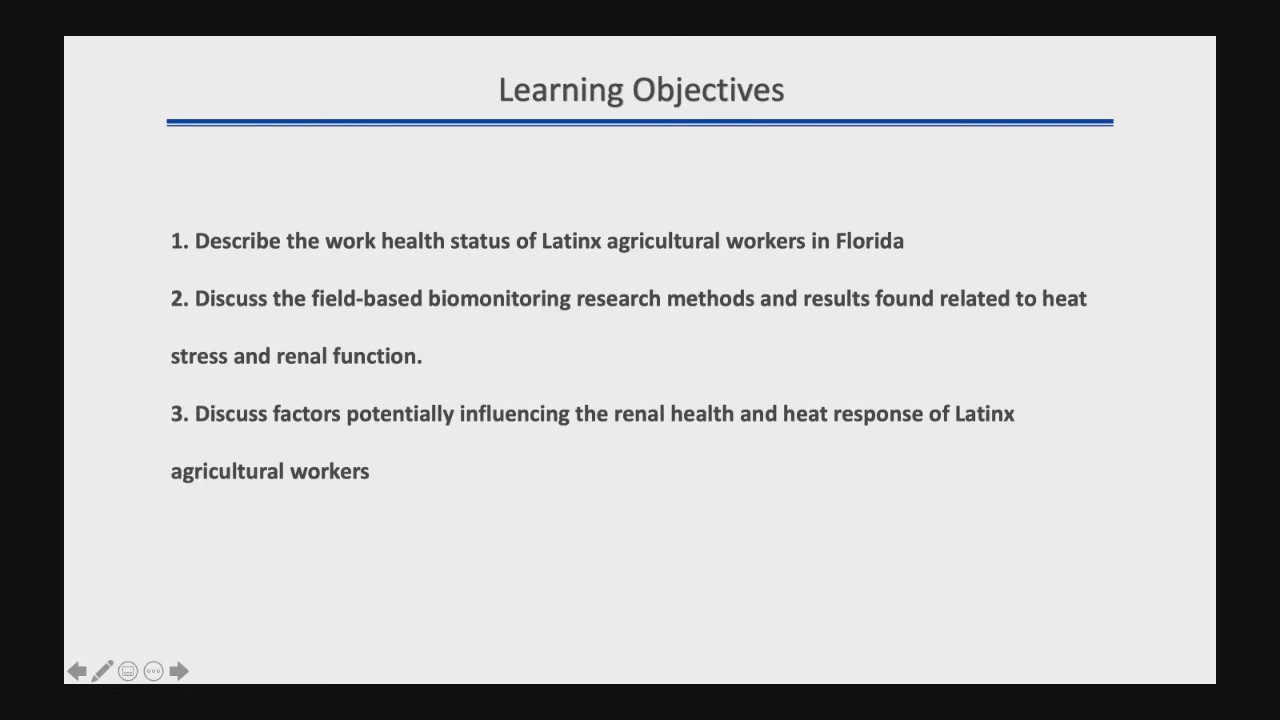 Learning Objectives
1. Describe the work health status of Latinx agricultural workers in Florida
2. Discuss the field-based biomonitoring research methods and results found related to heat
stress and renal function.
3. Discuss factors potentially influencing the renal health and heat response of Latinx
agricultural workers